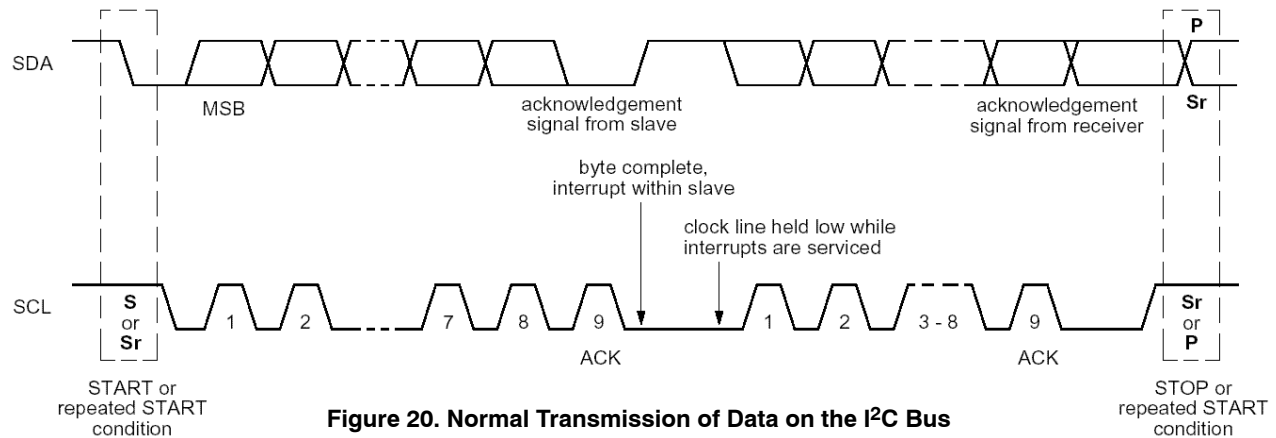 P
SDA
MSB
acknowledgement
signal from slave
acknowledgement
signal from receiver
Sr
byte complete,
interrupt within slave
clock line held low while
interrupts are serviced
SCL
S
or
Sr
1
2
7
8
9
1
2
3 - 8
9
Sr
or
P
ACK
ACK
START or
repeated START
condition
STOP or
repeated START
condition
Figure 20. Normal Transmission of Data on the I²C Bus